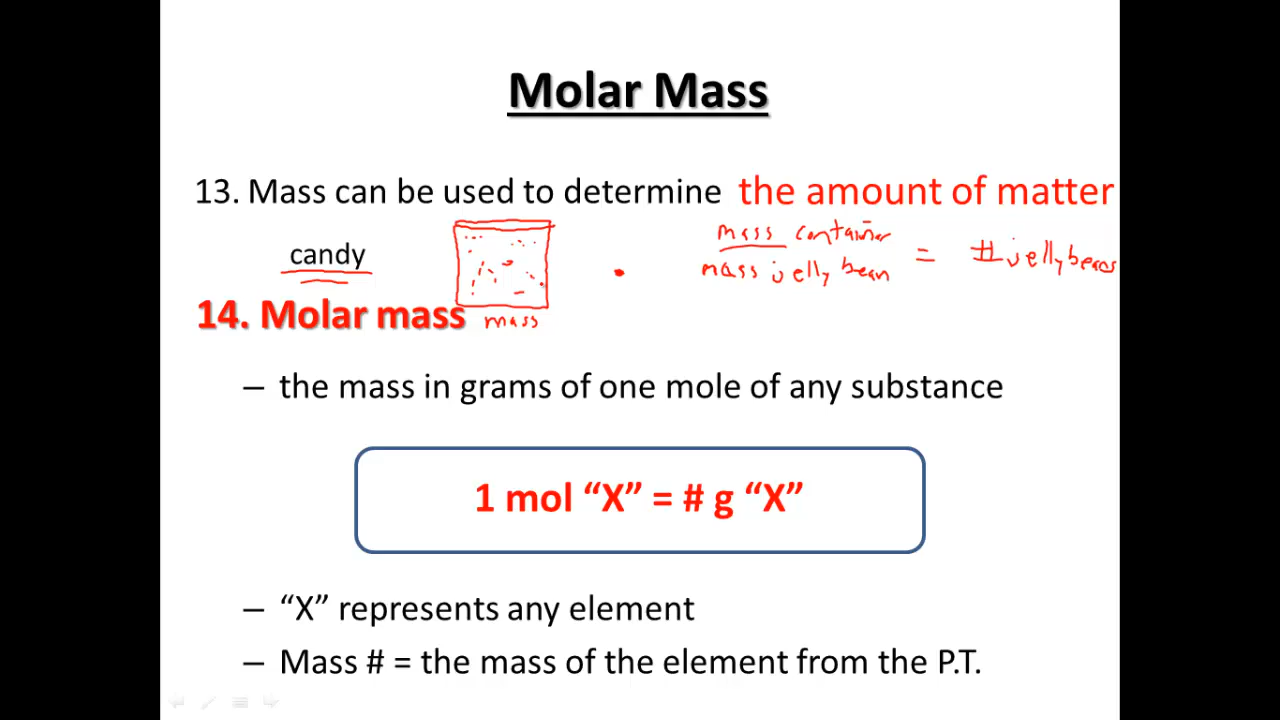 Molar Mass
13. Mass can be used to determine the amount of matter
candy
mass
mass container
mass jelly bean
= # jelly beans
14. Molar mass
– the mass in grams of one mole of any substance
1 mol “X” = # g “X”
– “X” represents any element
– Mass # = the mass of the element from the P.T.